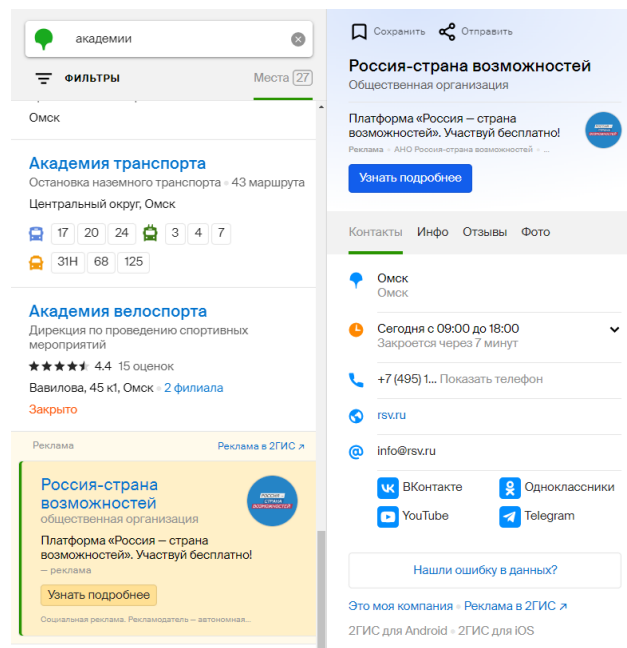 академии
ФИЛЬТРЫ
Места 27
Омск
Академия транспорта
Остановка наземного транспорта • 43 маршрута
Центральный округ, Омск
17 20 24 3 4 7
31Н 68 125
Академия велоспорта
Дирекция по проведению спортивных
мероприятий
4.4 15 оценок
Вавилова, 45 к1, Омск • 2 филиала
Закрыто
Реклама
Реклама в 2ГИС ↗
Россия-страна
возможностей
общественная организация
РОССИЯ –
СТРАНА
ВОЗМОЖНОСТЕЙ
Платформа «Россия – страна
возможностей». Участвуй бесплатно!
– реклама
Узнать подробнее
Социальная реклама. Рекламодатель – автономная...
Сохранить
Отправить
Россия-страна возможностей
Общественная организация
Платформа «Россия – страна
возможностей». Участвуй бесплатно!
Реклама • АНО Россия-страна возможностей • ...
Узнать подробнее
Контакты Инфо Отзывы Фото
Омск
Омск
Сегодня с 09:00 до 18:00
Закроется через 7 минут
+7 (495) 1... Показать телефон
rsv.ru
info@rsv.ru
ВКонтакте
Одноклассники
YouTube
Telegram
Нашли ошибку в данных?
Это моя компания • Реклама в 2ГИС ↗
2ГИС для Android • 2ГИС для iOS